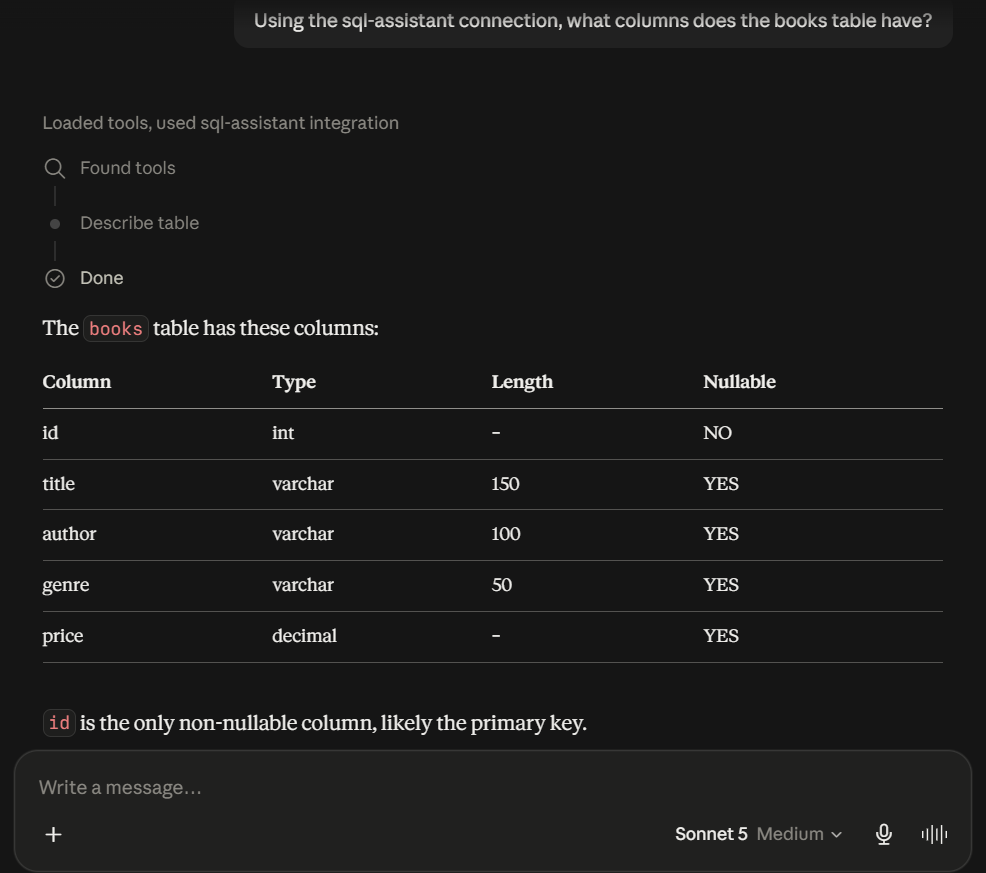 Using the sql-assistant connection, what columns does the books table have?
Loaded tools, used sql-assistant integration
Found tools
Describe table
Done
The books table has these columns:
Column Type Length Nullable
id int – NO
title varchar 150 YES
author varchar 100 YES
genre varchar 50 YES
price decimal – YES
id is the only non-nullable column, likely the primary key.
Write a message…
Sonnet 5 Medium